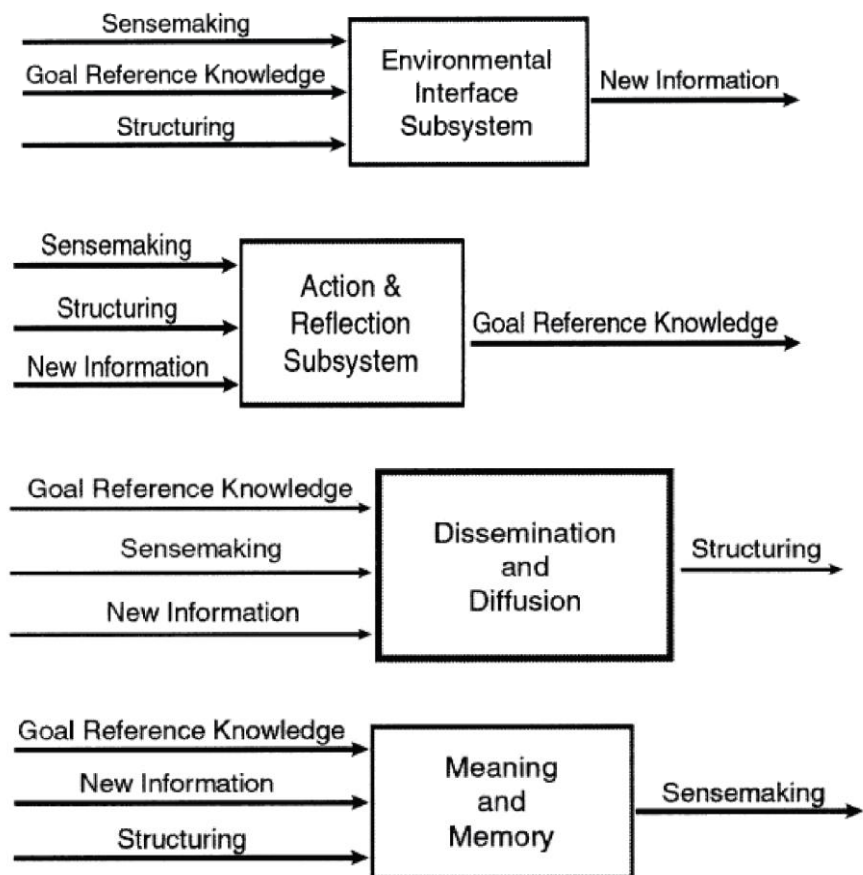 Sensemaking
Goal Reference Knowledge
Structuring
Environmental
Interface
Subsystem
New Information
Sensemaking
Structuring
New Information
Action &
Reflection
Subsystem
Goal Reference Knowledge
Goal Reference Knowledge
Sensemaking
New Information
Dissemination
and
Diffusion
Structuring
Goal Reference Knowledge
New Information
Structuring
Meaning
and
Memory
Sensemaking